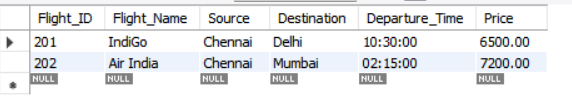 Flight_ID Flight_Name Source Destination Departure_Time Price
201 IndiGo Chennai Delhi 10:30:00 6500.00
202 Air India Chennai Mumbai 02:15:00 7200.00
NULL NULL NULL NULL NULL NULL